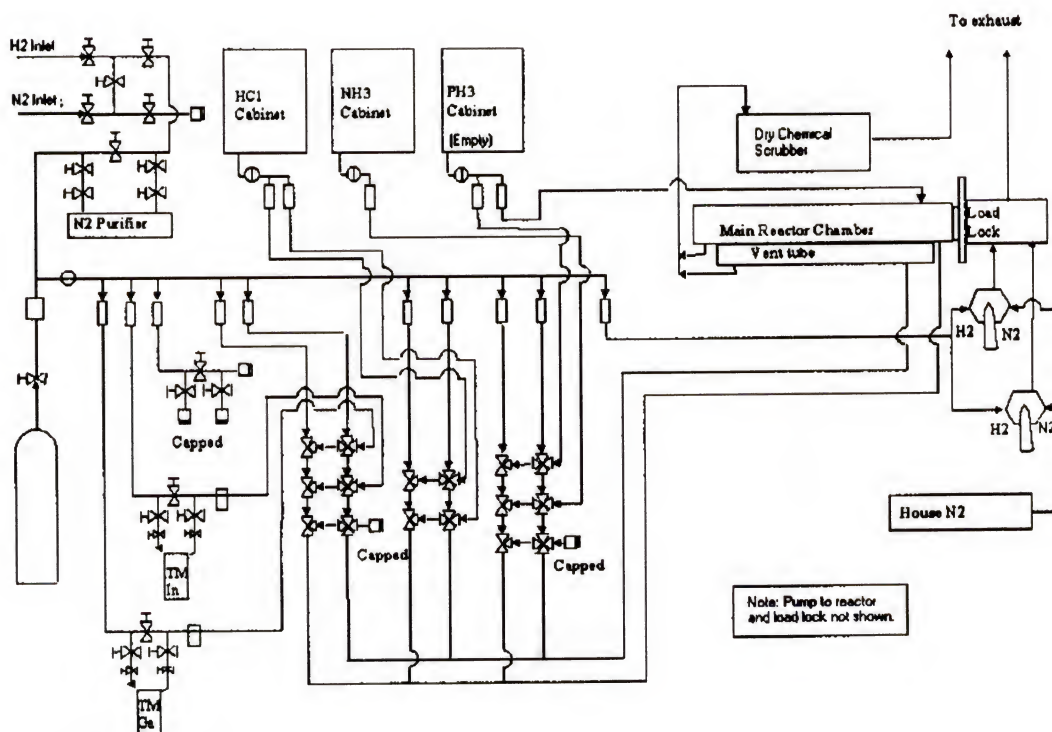 To exhaust
H2 Inlet
N2 Inlet ;
HCl
Cabinet
NH3
Cabinet
PH3
Cabinet
(Empty)
Dry Chemical
Scrubber
N2 Purifier
Main Reactor Chamber
Load
Lock
Vent tube
H2
N2
H2
N2
Capped
Capped
Capped
House N2
TM
In
Note: Pump to reactor
and load lock not shown.
TM
Ga